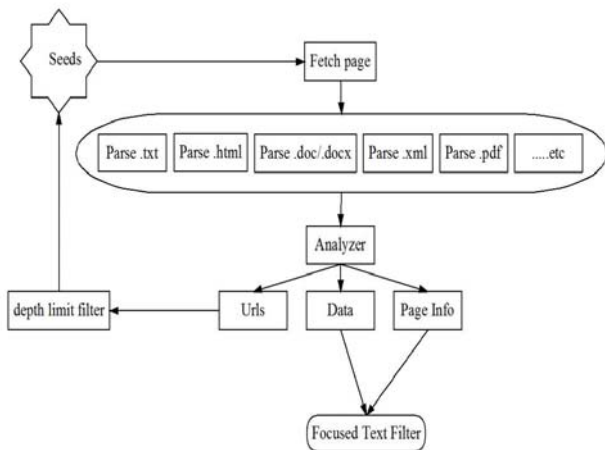 Seeds
Fetch page
Parse .txt
Parse .html
Parse .doc/.docx
Parse .xml
Parse .pdf
.....etc
Analyzer
depth limit filter
Urls
Data
Page Info
Focused Text Filter